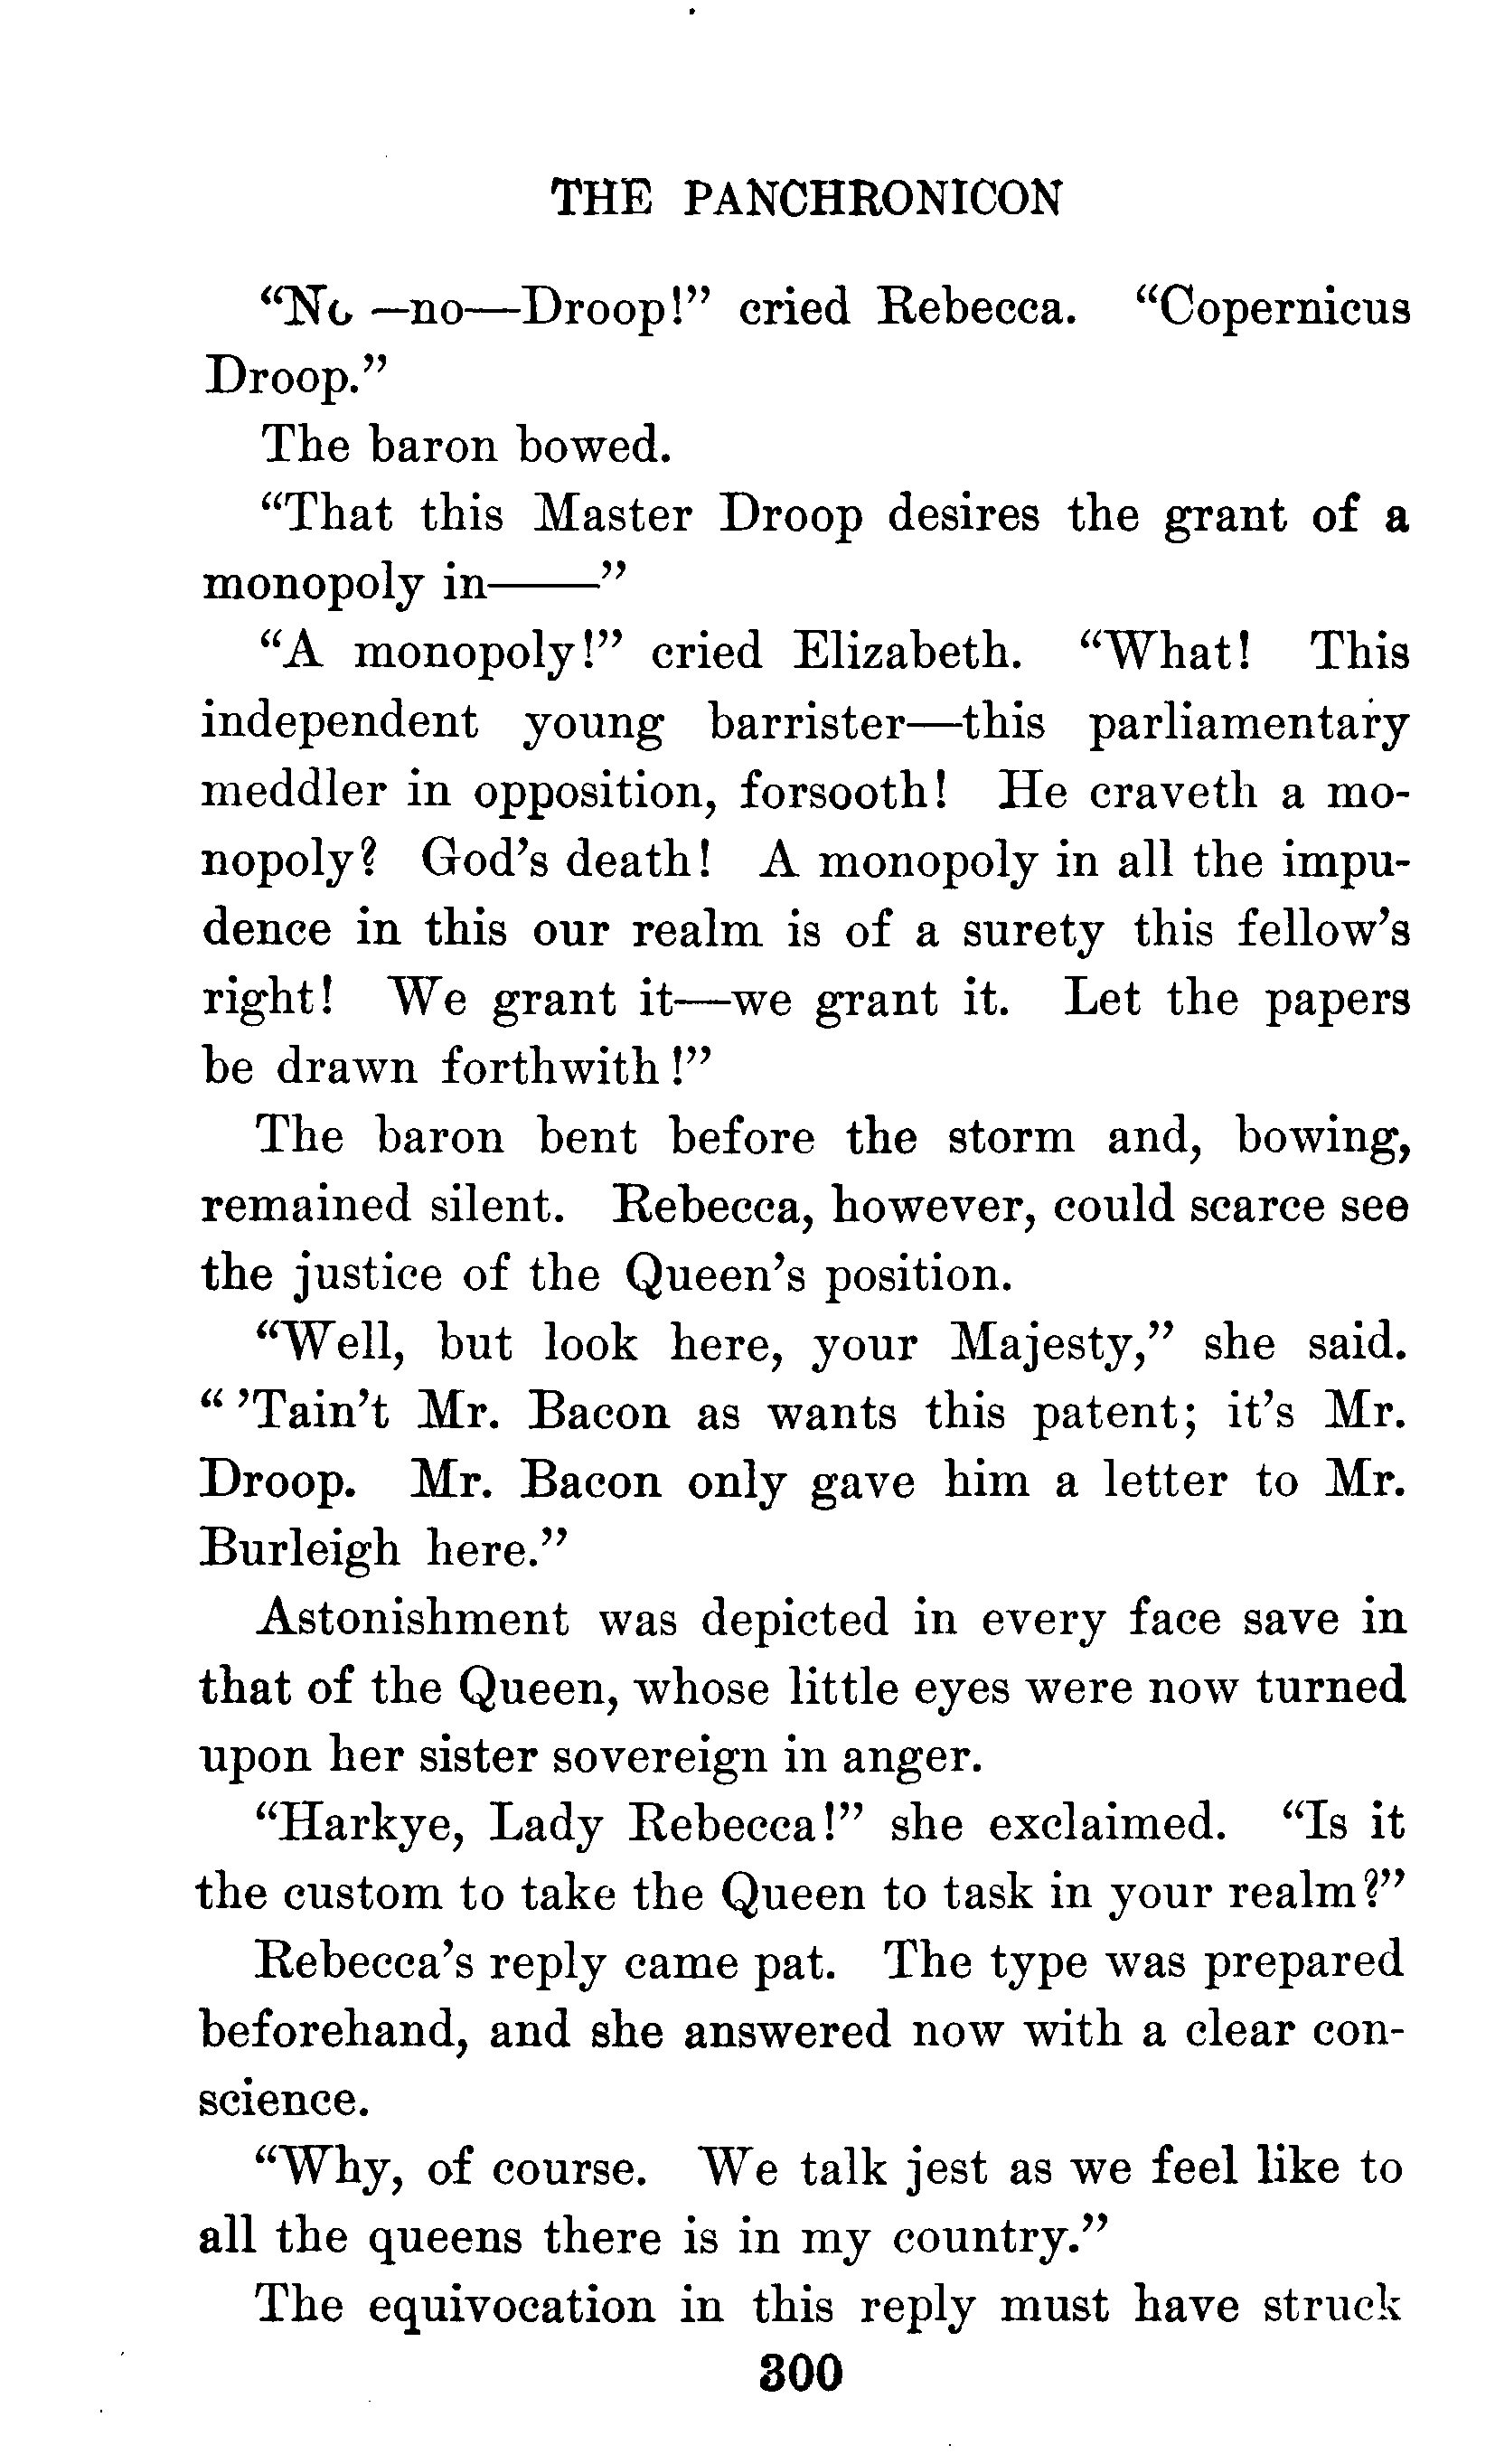 THE PANCHRONICON
“No—no—Droop!” cried Rebecca. “Copernicus
Droop.”
The baron bowed.
“That this Master Droop desires the grant of a
monopoly in——”
“A monopoly!” cried Elizabeth. “What! This
independent young barrister—this parliamentary
meddler in opposition, forsooth! He craveth a mo-
nopoly? God’s death! A monopoly in all the impu-
dence in this our realm is of a surety this fellow’s
right! We grant it—we grant it. Let the papers
be drawn forthwith!”
The baron bent before the storm and, bowing,
remained silent. Rebecca, however, could scarce see
the justice of the Queen’s position.
“Well, but look here, your Majesty,” she said.
“ ’Tain’t Mr. Bacon as wants this patent; it’s Mr.
Droop. Mr. Bacon only gave him a letter to Mr.
Burleigh here.”
Astonishment was depicted in every face save in
that of the Queen, whose little eyes were now turned
upon her sister sovereign in anger.
“Harkye, Lady Rebecca!” she exclaimed. “Is it
the custom to take the Queen to task in your realm?”
Rebecca’s reply came pat. The type was prepared
beforehand, and she answered now with a clear con-
science.
“Why, of course. We talk jest as we feel like to
all the queens there is in my country.”
The equivocation in this reply must have struck
300